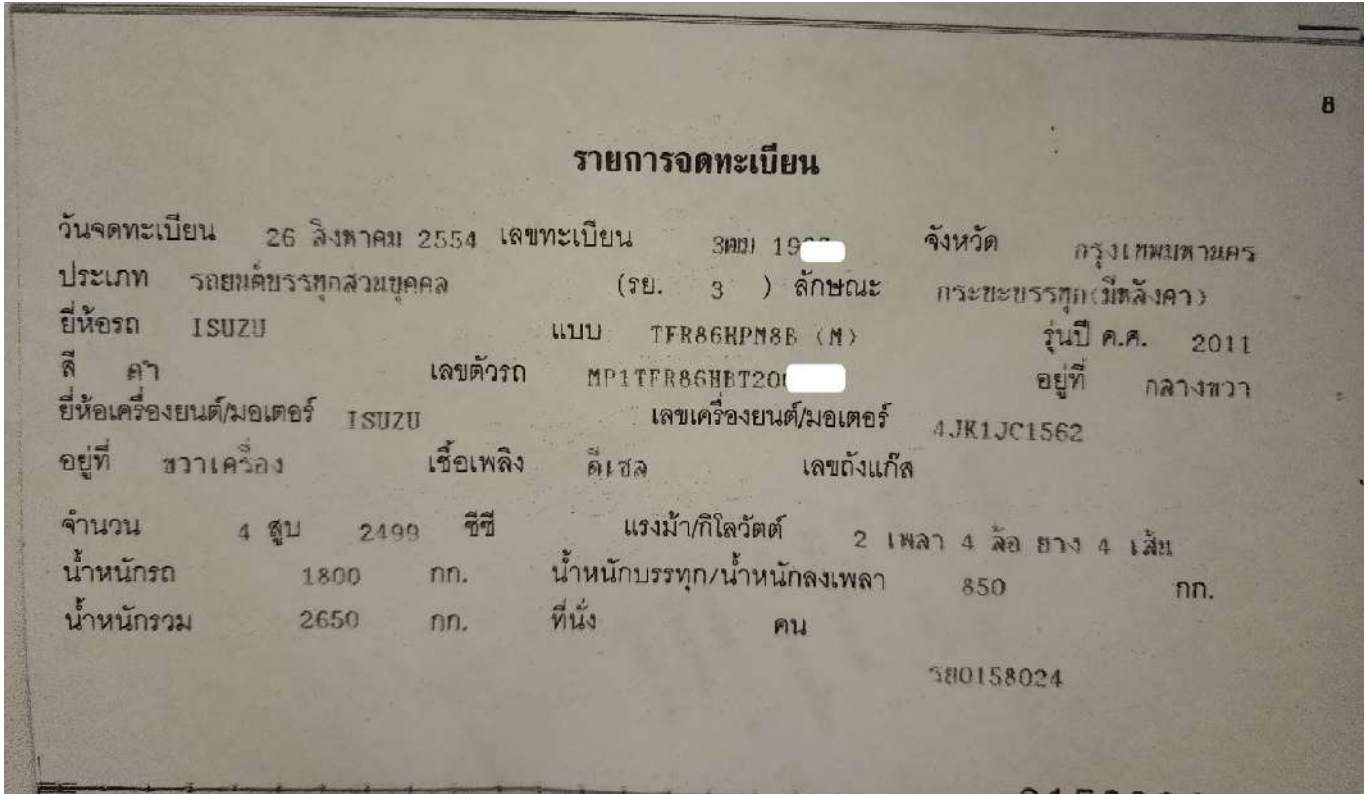 8
รายการจดทะเบียน
วันจดทะเบียน 26 สิงหาคม 2554 เลขทะเบียน 3ฒฆ 19 จังหวัด กรุงเทพมหานคร
ประเภท รถยนต์บรรทุกส่วนบุคคล (รย. 3 ) ลักษณะ กระบะบรรทุก(มีหลังคา)
ยี่ห้อรถ ISUZU แบบ TFR86HPM8B (M) รุ่นปี ค.ศ. 2011
สี ดำ เลขตัวรถ MP1TFR86HBT20 อยู่ที่ กลางขวา
ยี่ห้อเครื่องยนต์/มอเตอร์ ISUZU เลขเครื่องยนต์/มอเตอร์ 4JK1JC1562
อยู่ที่ ขวาเครื่อง เชื้อเพลิง ดีเซล เลขถังแก๊ส
จำนวน 4 สูบ 2499 ซีซี แรงม้า/กิโลวัตต์ 2 เพลา 4 ล้อ ยาง 4 เส้น
น้ำหนักรถ 1800 กก. น้ำหนักบรรทุก/น้ำหนักลงเพลา 850 กก.
น้ำหนักรวม 2650 กก. ที่นั่ง คน
รย0158024